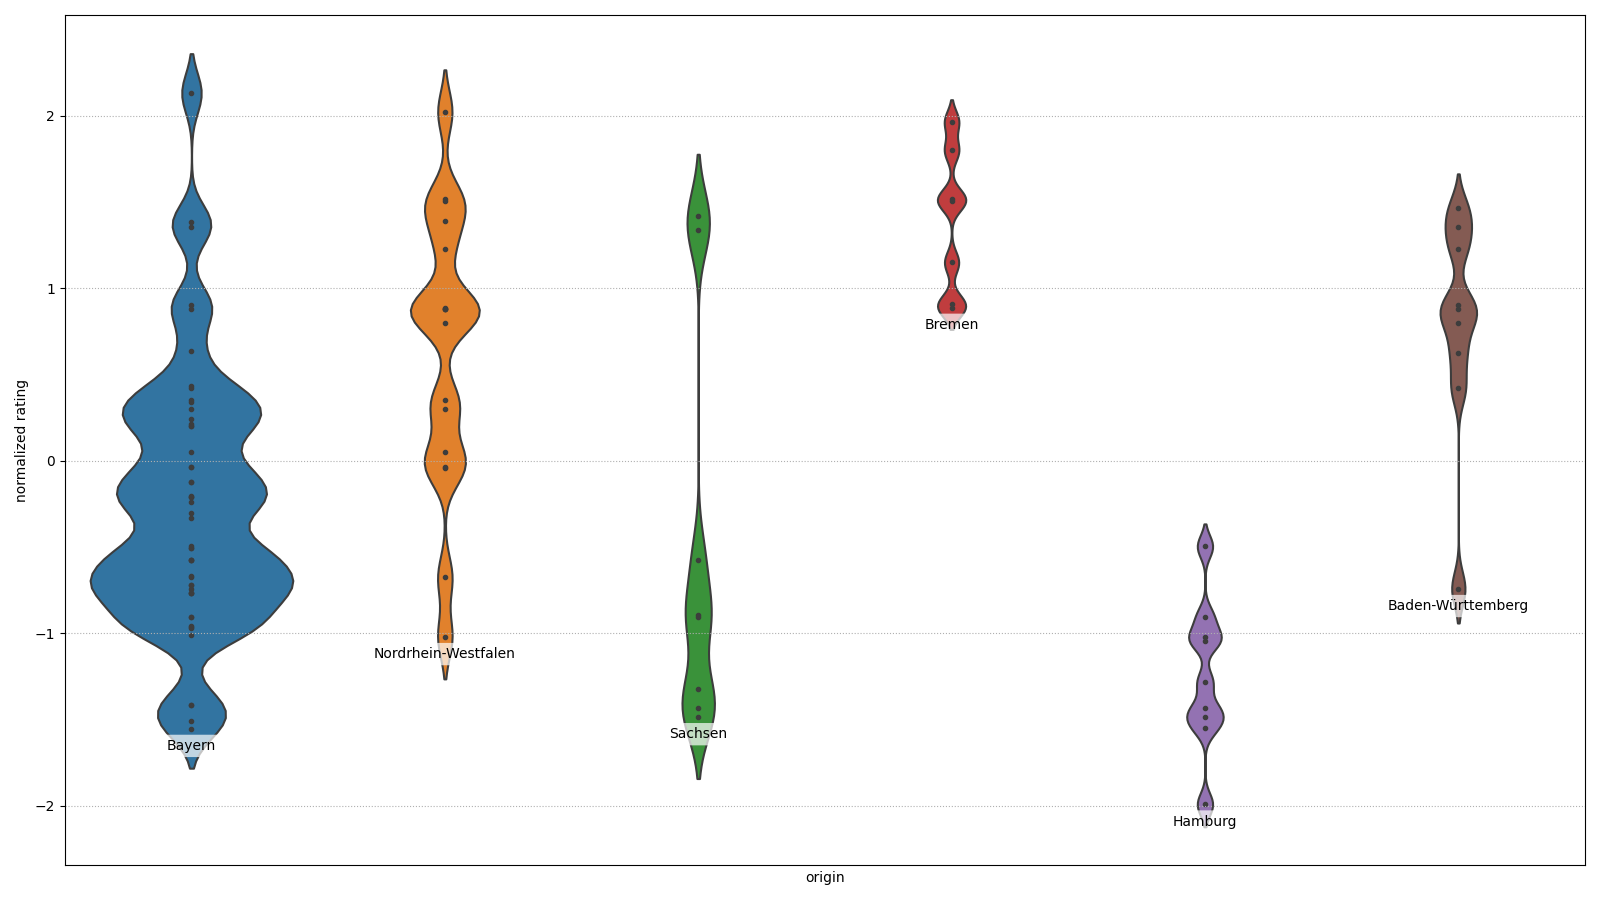 2
1
0
−1
−2
normalized rating
Bayern
Nordrhein-Westfalen
Sachsen
Bremen
Hamburg
Baden-Württemberg
origin